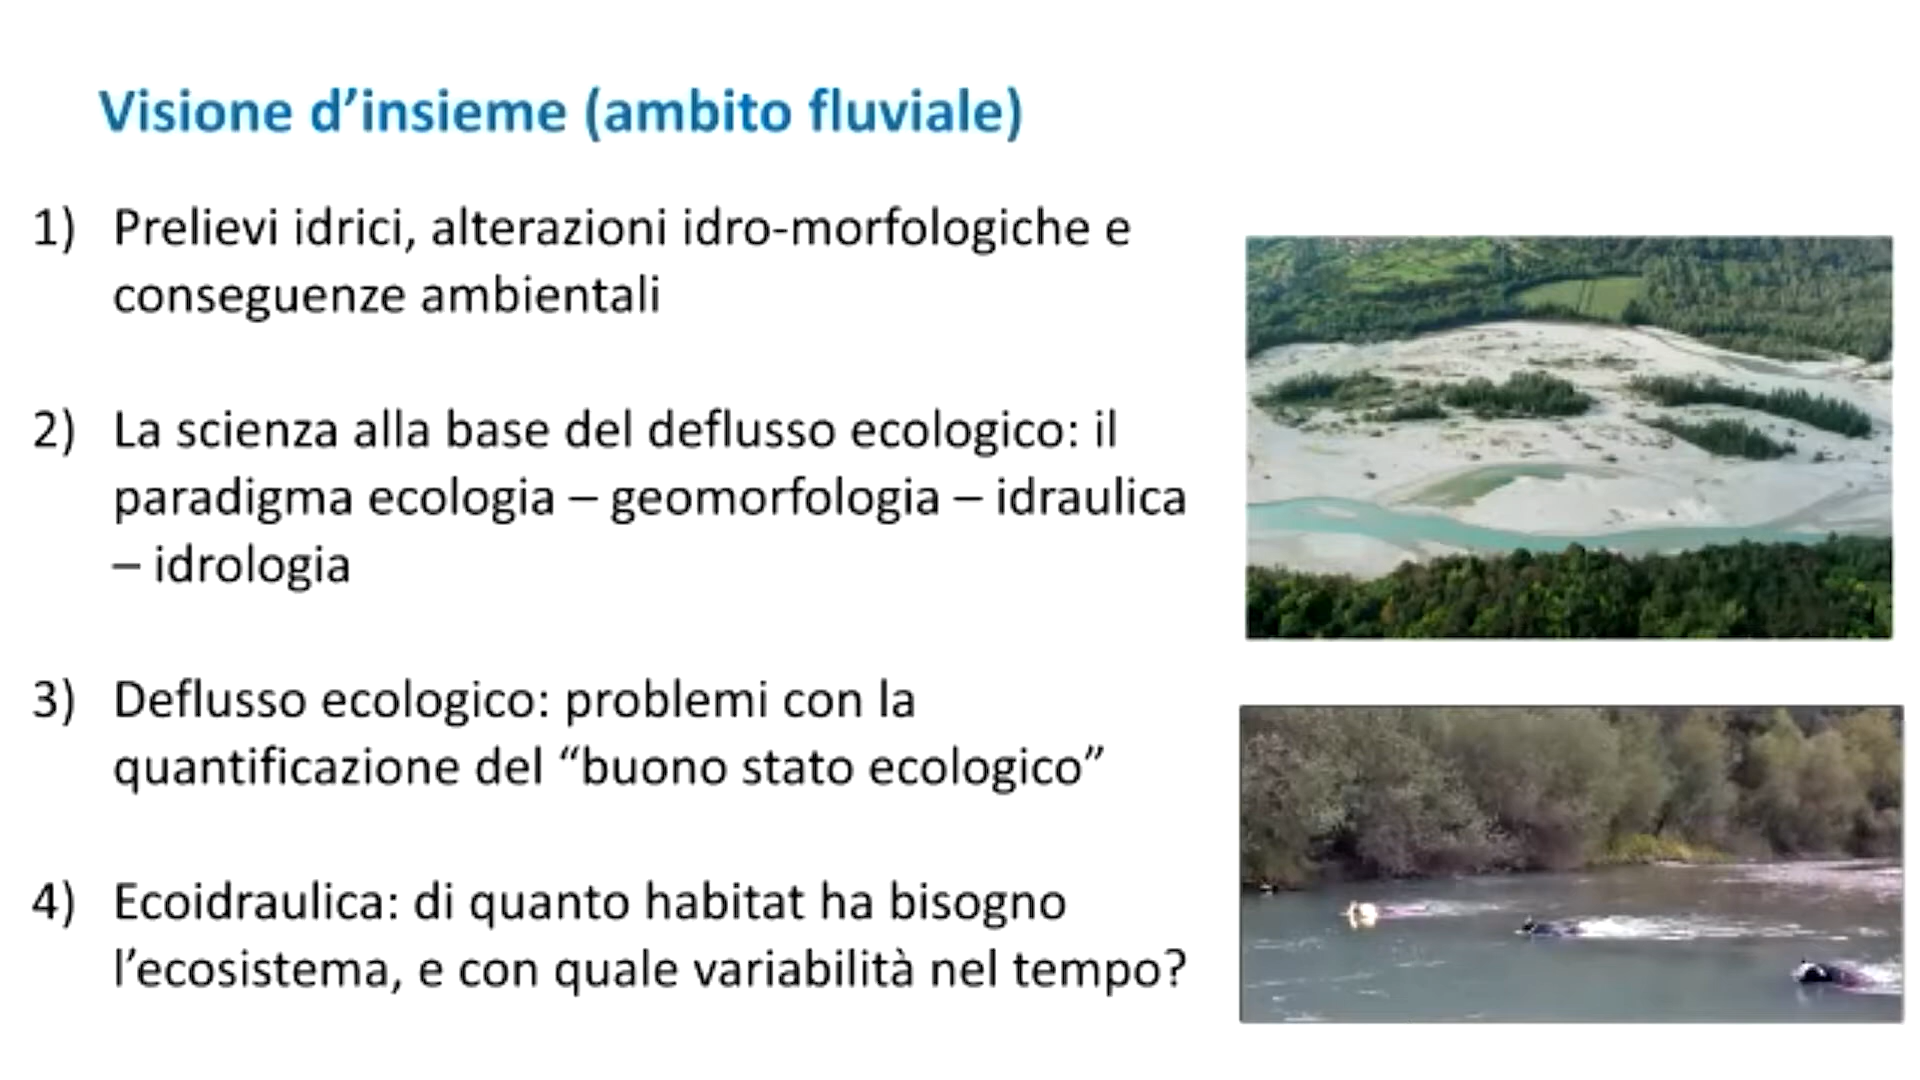 Visione d’insieme (ambito fluviale)
1) Prelievi idrici, alterazioni idro-morfologiche e
conseguenze ambientali
2) La scienza alla base del deflusso ecologico: il
paradigma ecologia – geomorfologia – idraulica
– idrologia
3) Deflusso ecologico: problemi con la
quantificazione del “buono stato ecologico”
4) Ecoidraulica: di quanto habitat ha bisogno
l’ecosistema, e con quale variabilità nel tempo?